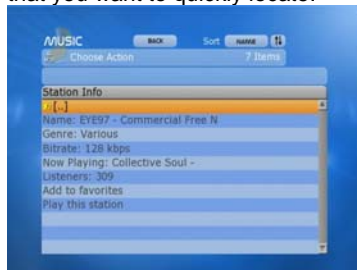 that you want to quickly locate.
MUSIC BACK Sort NAME
Choose Action 7 Items
Station Info
[..]
Name: EYE97 - Commercial Free N
Genre: Various
Bitrate: 128 kbps
Now Playing: Collective Soul -
Listeners: 309
Add to favorites
Play this station